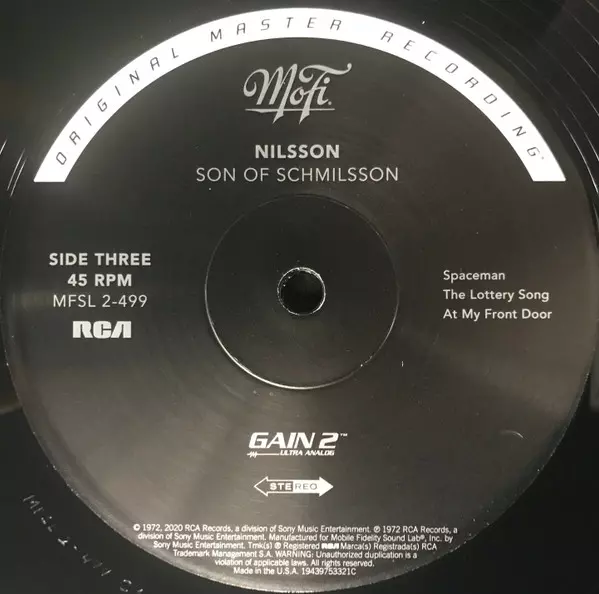 ORIGINAL MASTER RECORDING
MoFi
NILSSON
SON OF SCHMILSSON
SIDE THREE
45 RPM
MFSL 2-499
RCA
Spaceman
The Lottery Song
At My Front Door
GAIN 2™
ULTRA ANALOG
STEREO
© 1972, 2020 RCA Records, a division of Sony Music Entertainment. ℗ 1972 RCA Records, a
division of Sony Music Entertainment. Manufactured for Mobile Fidelity Sound Lab®, Inc. by
Sony Music Entertainment. Tmk(s) ® Registered RCA Marca(s) Registrada(s) RCA
Trademark Management S.A. WARNING: Unauthorized duplication is a
violation of applicable laws. All rights reserved.
Made in the U.S.A. 19439753321C
MFSL 2-499